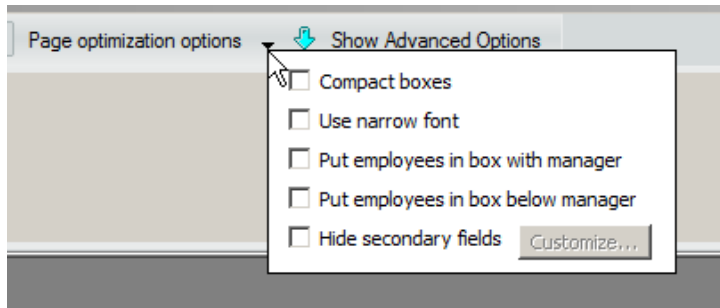 Page optimization options Show Advanced Options
Compact boxes
Use narrow font
Put employees in box with manager
Put employees in box below manager
Hide secondary fields Customize...